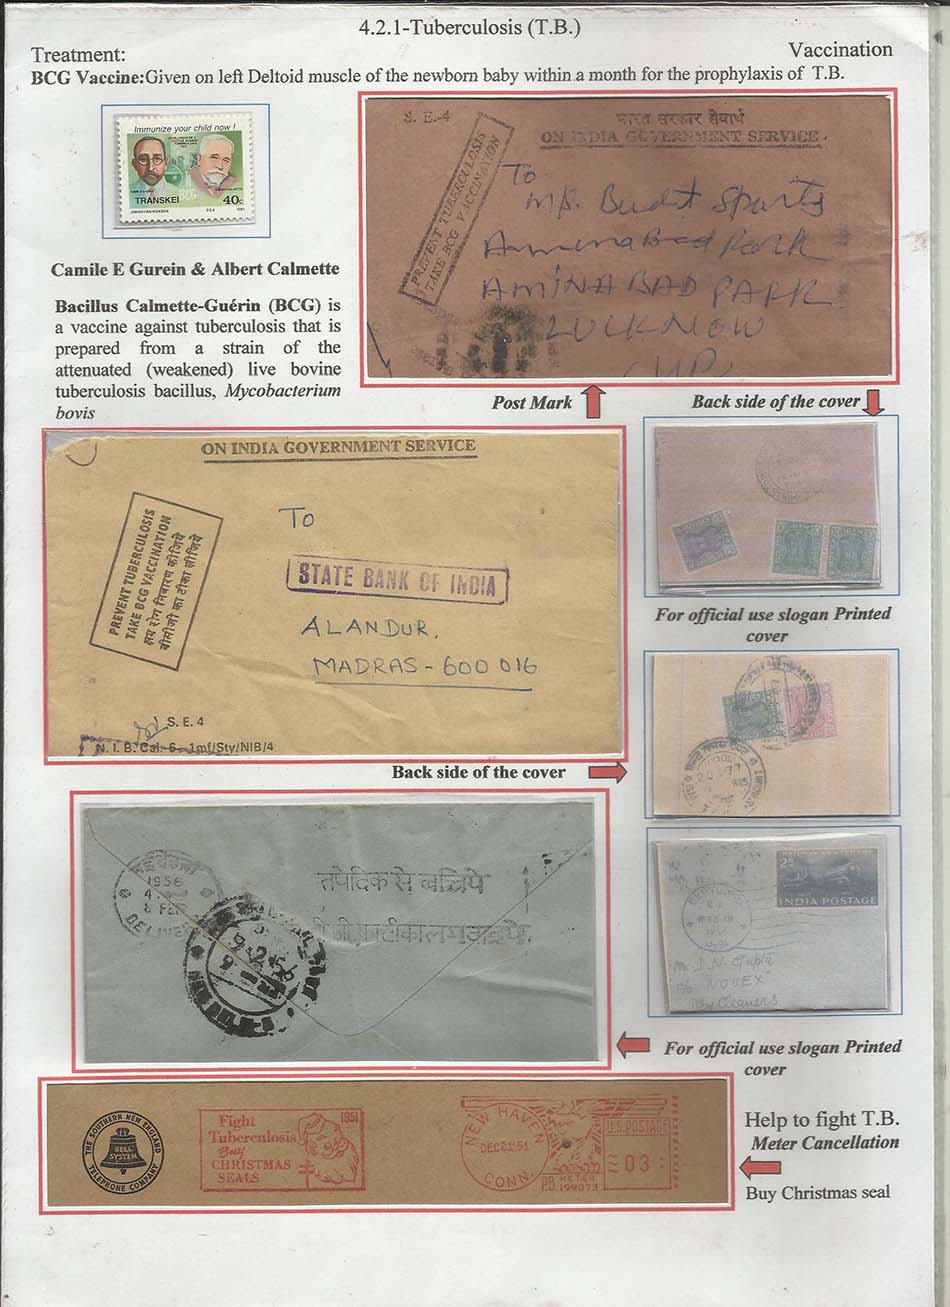 4.2.1-Tuberculosis (T.B.)
Treatment:
Vaccination
BCG Vaccine:Given on left Deltoid muscle of the newborn baby within a month for the prophylaxis of T.B.
Immunize your child now !
BCG
TRANSKEI
40c
Camile E Gurein & Albert Calmette
Bacillus Calmette-Guérin (BCG) is
a vaccine against tuberculosis that is
prepared from a strain of the
attenuated (weakened) live bovine
tuberculosis bacillus, Mycobacterium
bovis
S. E.-4
भारत सरकार सेवार्थ
ON INDIA GOVERNMENT SERVICE
PREVENT TUBERCULOSIS
TAKE BCG VACCINATION
To
Aminabad Park
AMINABAD PARK
LUCKNOW
Post Mark
Back side of the cover
ON INDIA GOVERNMENT SERVICE
PREVENT TUBERCULOSIS
TAKE BCG VACCINATION
क्षय रोग निवारण कीजिये
बीसीजी का टीका लीजिये
To
STATE BANK OF INDIA
ALANDUR,
MADRAS-600 016
S. E. 4
N. I. B. Cal-6-1mf/Sty/NIB/4
For official use slogan Printed
cover
Back side of the cover
1956
8 FEB
DELIVERY
तपेदिक से बचिये
9.2.56
INDIA POSTAGE
"NOVEX"
Dry Cleaners
For official use slogan Printed
cover
THE SOUTHERN NEW ENGLAND
BELL
SYSTEM
TELEPHONE COMPANY
Fight
Tuberculosis
Buy
CHRISTMAS
SEALS
1951
NEW HAVEN
DEC 21 '51
CONN.
U.S. POSTAGE
03
P.B. METER
Help to fight T.B.
Meter Cancellation
Buy Christmas seal